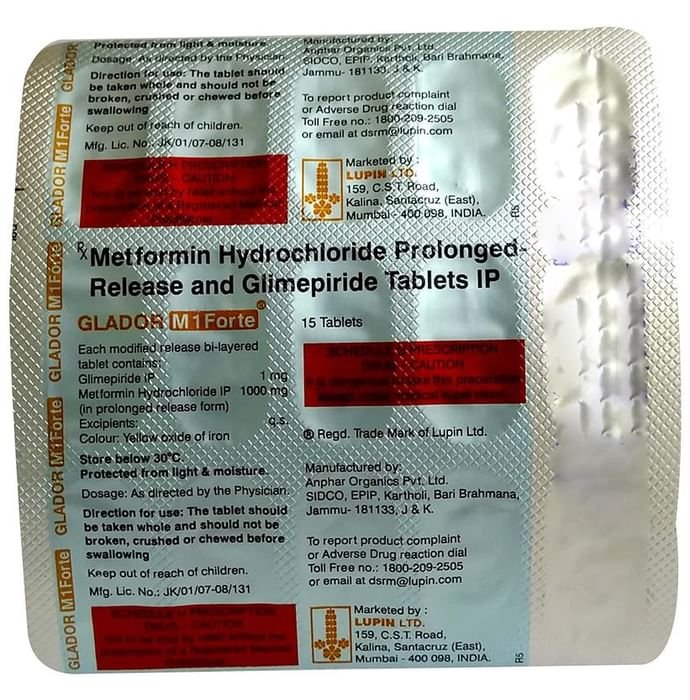 Protected from light & moisture.
Dosage: As directed by the Physician.
Direction for use: The tablet should
be taken whole and should not be
broken, crushed or chewed before
swallowing
Keep out of reach of children.
Mfg. Lic. No.: JK/01/07-08/131
Manufactured by:
Anphar Organics Pvt. Ltd.
SIDCO, EPIP, Kartholi, Bari Brahmana,
Jammu- 181133, J & K.
To report product complaint
or Adverse Drug reaction dial
Toll Free no.: 1800-209-2505
or email at dsrm@lupin.com
Marketed by :
LUPIN LTD.
159, C.S.T. Road,
Kalina, Santacruz (East),
Mumbai - 400 098, INDIA.
R5
Rx Metformin Hydrochloride Prolonged-
Release and Glimepiride Tablets IP
GLADOR M1Forte®
15 Tablets
Each modified release bi-layered
tablet contains:
Glimepiride IP 1 mg
Metformin Hydrochloride IP 1000 mg
(in prolonged release form)
Excipients: q.s.
Colour: Yellow oxide of iron
Store below 30°C.
Protected from light & moisture.
Dosage: As directed by the Physician.
Direction for use: The tablet should
be taken whole and should not be
broken, crushed or chewed before
swallowing
Keep out of reach of children.
Mfg. Lic. No.: JK/01/07-08/131
PRESCRIPTION
DRUG - CAUTION
® Regd. Trade Mark of Lupin Ltd.
Manufactured by:
Anphar Organics Pvt. Ltd.
SIDCO, EPIP, Kartholi, Bari Brahmana,
Jammu- 181133, J & K.
To report product complaint
or Adverse Drug reaction dial
Toll Free no.: 1800-209-2505
or email at dsrm@lupin.com
PRESCRIPTION
DRUG - CAUTION
Marketed by :
LUPIN LTD.
159, C.S.T. Road,
Kalina, Santacruz (East),
Mumbai - 400 098, INDIA.
R5
GLADOR
GLADOR M1Forte
GLADOR M1Forte
GLADOR M1Forte
GLADOR M1Forte